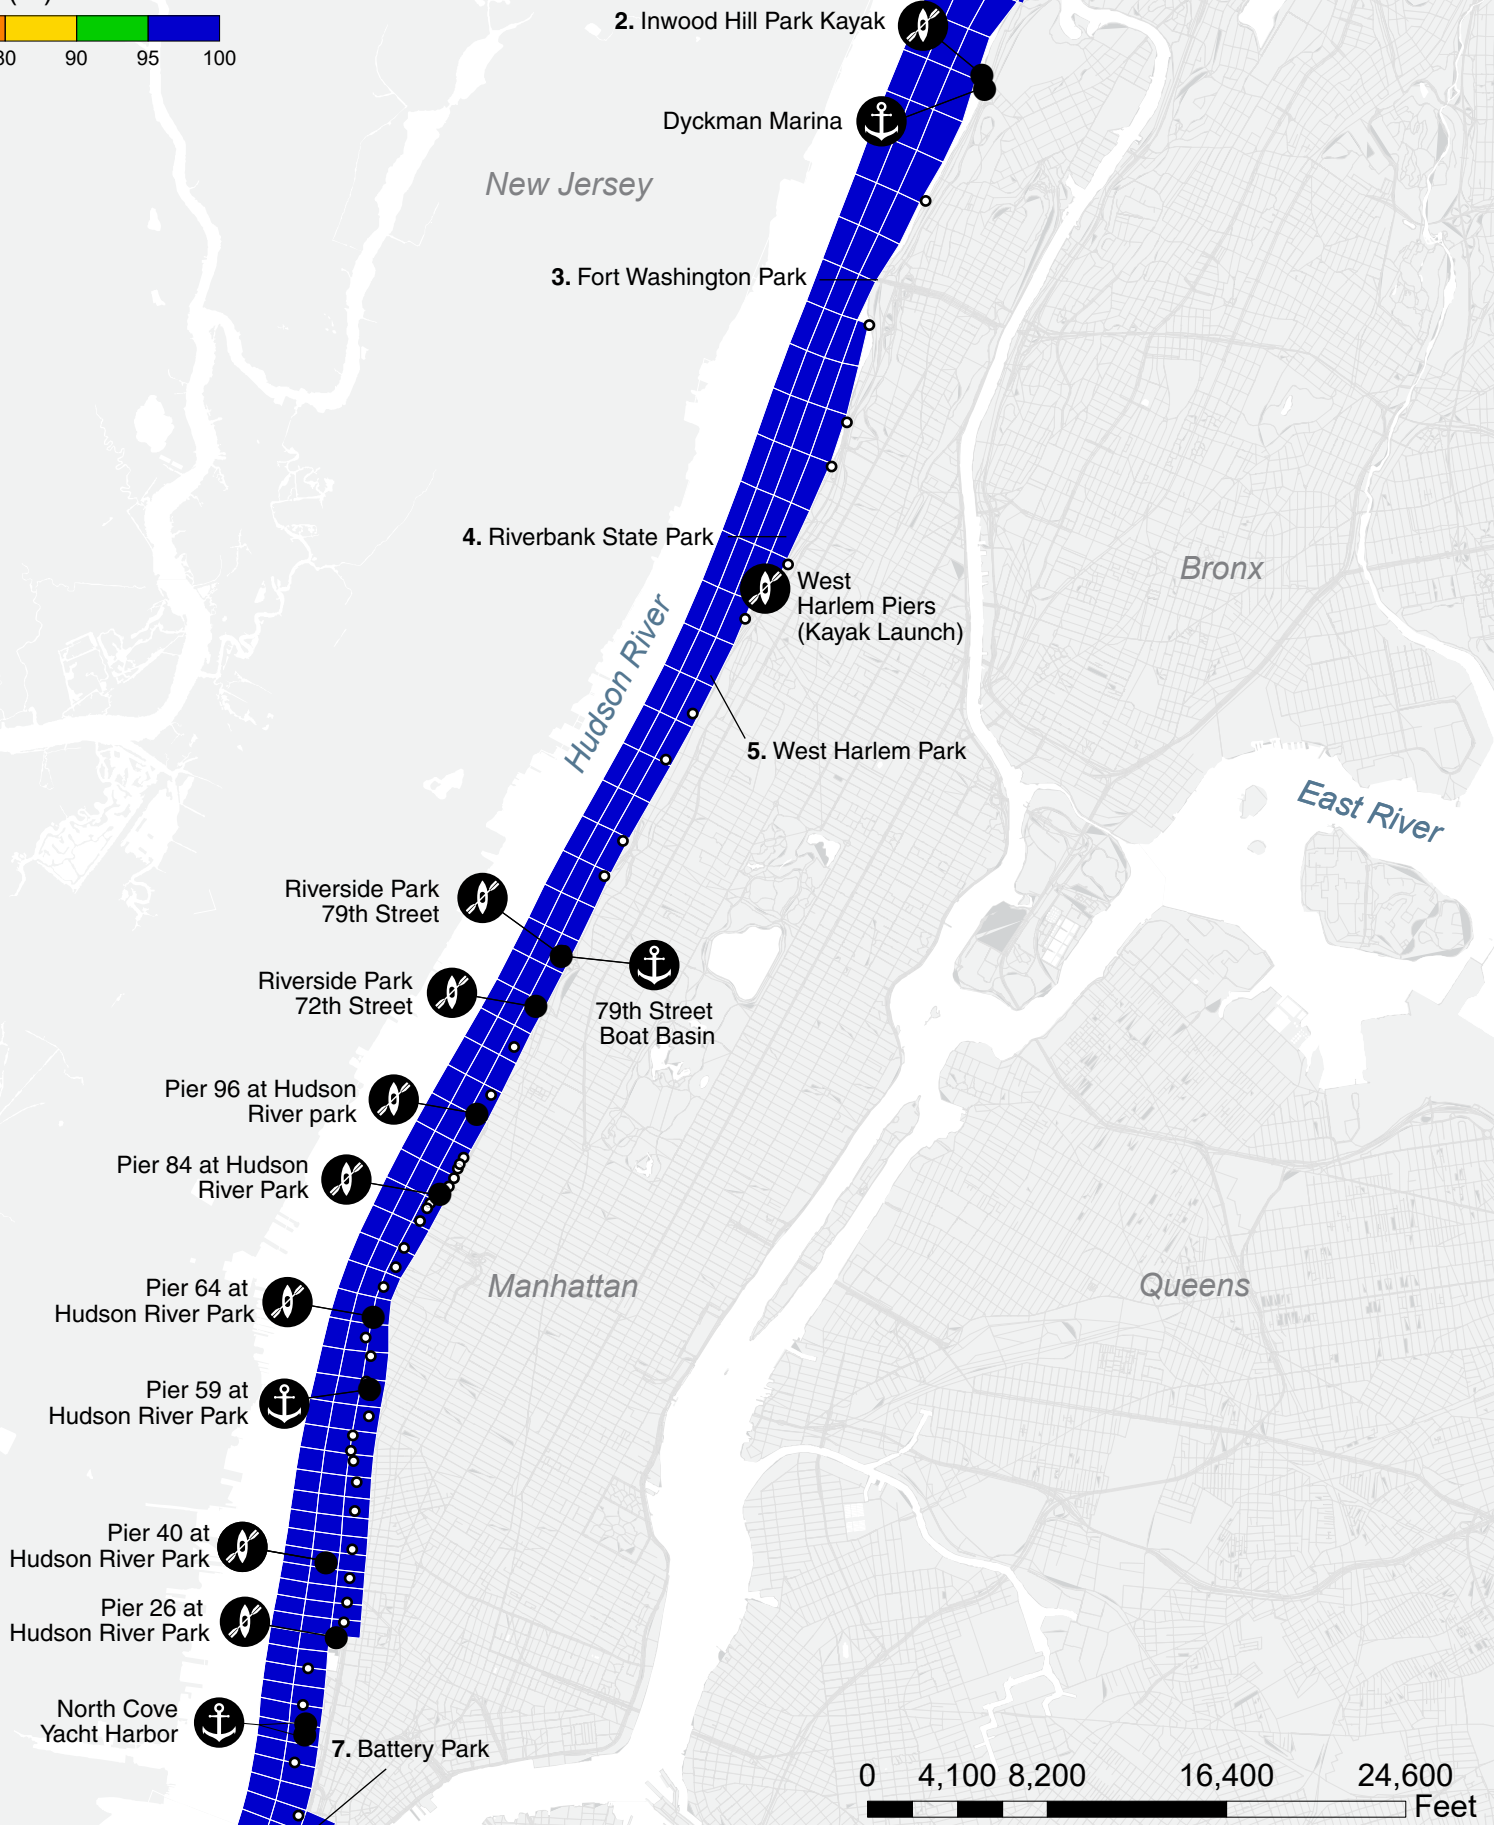 80 90 95 100
2. Inwood Hill Park Kayak
Dyckman Marina
New Jersey
3. Fort Washington Park
4. Riverbank State Park
West
Harlem Piers
(Kayak Launch)
Bronx
Hudson River
5. West Harlem Park
East River
Riverside Park
79th Street
Riverside Park
72th Street
79th Street
Boat Basin
Pier 96 at Hudson
River park
Pier 84 at Hudson
River Park
Manhattan
Queens
Pier 64 at
Hudson River Park
Pier 59 at
Hudson River Park
Pier 40 at
Hudson River Park
Pier 26 at
Hudson River Park
North Cove
Yacht Harbor
7. Battery Park
0 4,100 8,200 16,400 24,600
Feet